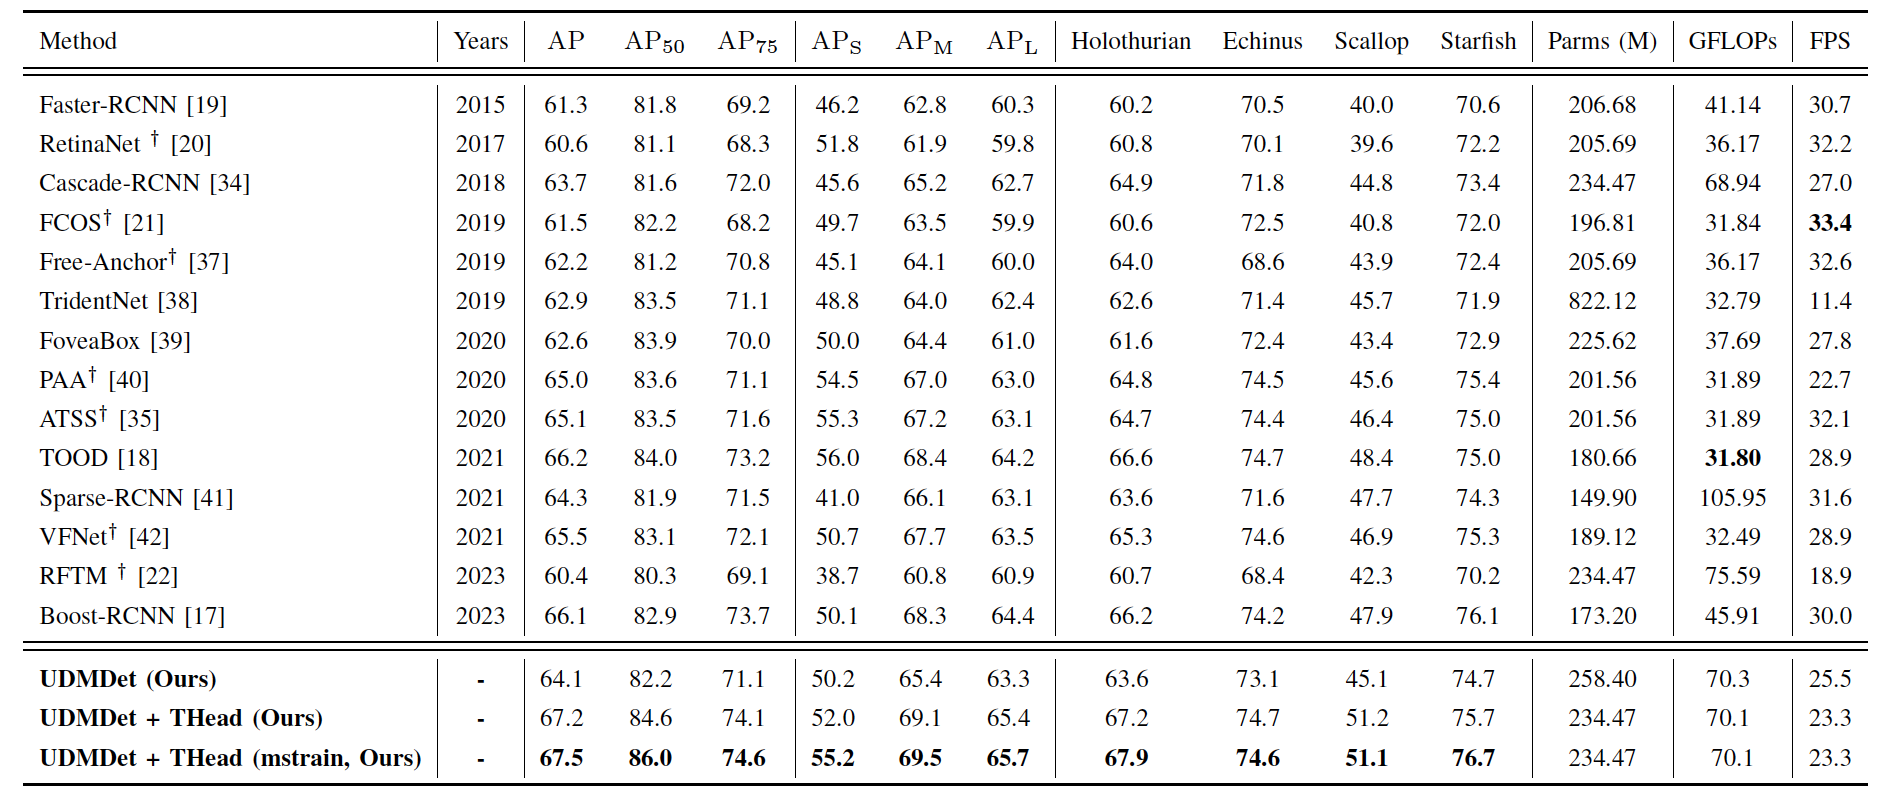 Method Years AP AP50 AP75 APS APM APL Holothurian Echinus Scallop Starfish Parms (M) GFLOPs FPS
Faster-RCNN [19] 2015 61.3 81.8 69.2 46.2 62.8 60.3 60.2 70.5 40.0 70.6 206.68 41.14 30.7
RetinaNet † [20] 2017 60.6 81.1 68.3 51.8 61.9 59.8 60.8 70.1 39.6 72.2 205.69 36.17 32.2
Cascade-RCNN [34] 2018 63.7 81.6 72.0 45.6 65.2 62.7 64.9 71.8 44.8 73.4 234.47 68.94 27.0
FCOS† [21] 2019 61.5 82.2 68.2 49.7 63.5 59.9 60.6 72.5 40.8 72.0 196.81 31.84 33.4
Free-Anchor† [37] 2019 62.2 81.2 70.8 45.1 64.1 60.0 64.0 68.6 43.9 72.4 205.69 36.17 32.6
TridentNet [38] 2019 62.9 83.5 71.1 48.8 64.0 62.4 62.6 71.4 45.7 71.9 822.12 32.79 11.4
FoveaBox [39] 2020 62.6 83.9 70.0 50.0 64.4 61.0 61.6 72.4 43.4 72.9 225.62 37.69 27.8
PAA† [40] 2020 65.0 83.6 71.1 54.5 67.0 63.0 64.8 74.5 45.6 75.4 201.56 31.89 22.7
ATSS† [35] 2020 65.1 83.5 71.6 55.3 67.2 63.1 64.7 74.4 46.4 75.0 201.56 31.89 32.1
TOOD [18] 2021 66.2 84.0 73.2 56.0 68.4 64.2 66.6 74.7 48.4 75.0 180.66 31.80 28.9
Sparse-RCNN [41] 2021 64.3 81.9 71.5 41.0 66.1 63.1 63.6 71.6 47.7 74.3 149.90 105.95 31.6
VFNet† [42] 2021 65.5 83.1 72.1 50.7 67.7 63.5 65.3 74.6 46.9 75.3 189.12 32.49 28.9
RFTM † [22] 2023 60.4 80.3 69.1 38.7 60.8 60.9 60.7 68.4 42.3 70.2 234.47 75.59 18.9
Boost-RCNN [17] 2023 66.1 82.9 73.7 50.1 68.3 64.4 66.2 74.2 47.9 76.1 173.20 45.91 30.0
UDMDet (Ours) - 64.1 82.2 71.1 50.2 65.4 63.3 63.6 73.1 45.1 74.7 258.40 70.3 25.5
UDMDet + THead (Ours) - 67.2 84.6 74.1 52.0 69.1 65.4 67.2 74.7 51.2 75.7 234.47 70.1 23.3
UDMDet + THead (mstrain, Ours) - 67.5 86.0 74.6 55.2 69.5 65.7 67.9 74.6 51.1 76.7 234.47 70.1 23.3